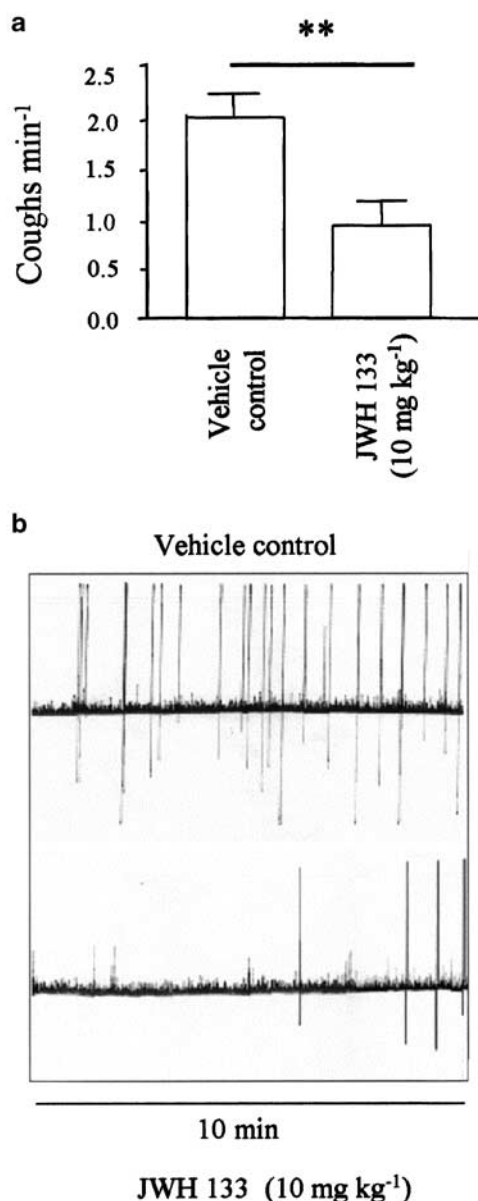 a
**
Coughs min⁻¹
2.5
2.0
1.5
1.0
0.5
0.0
Vehicle
control
JWH 133
(10 mg kg⁻¹)
b
Vehicle control
10 min
JWH 133 (10 mg kg⁻¹)